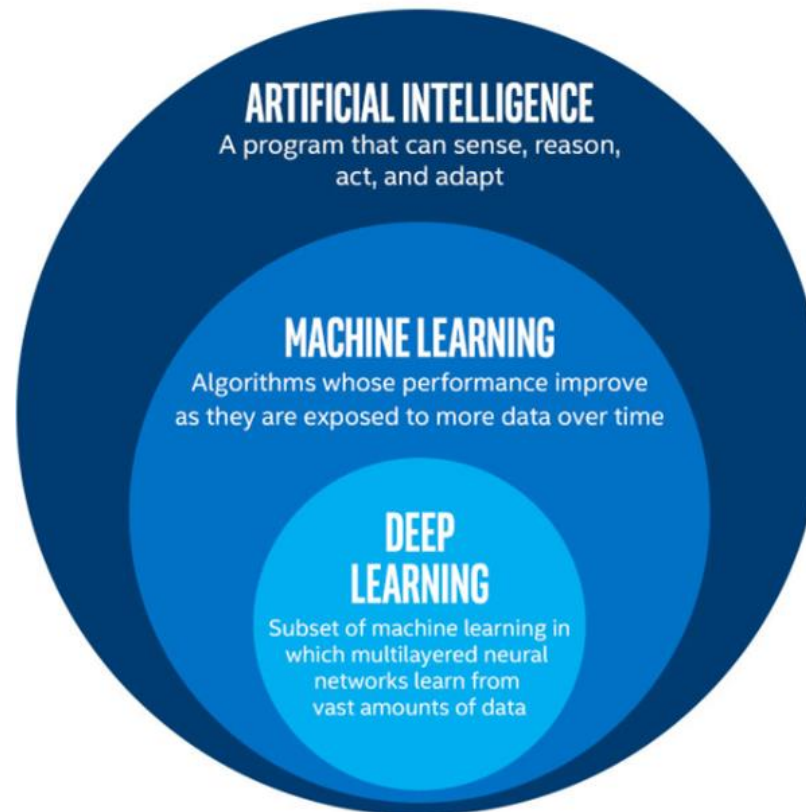 ARTIFICIAL INTELLIGENCE
A program that can sense, reason,
act, and adapt
MACHINE LEARNING
Algorithms whose performance improve
as they are exposed to more data over time
DEEP
LEARNING
Subset of machine learning in
which multilayered neural
networks learn from
vast amounts of data